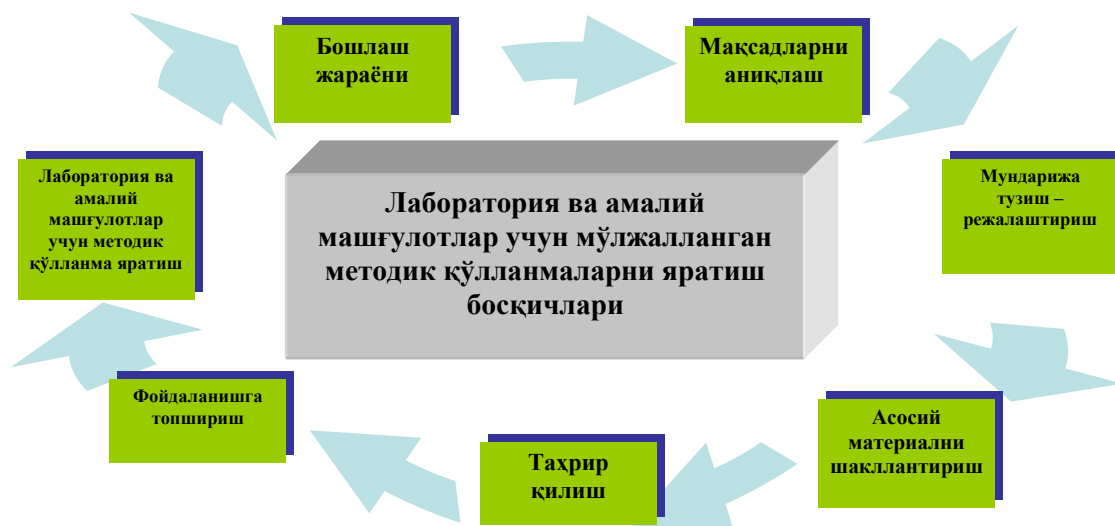 Бошлаш
жараёни
Мақсадларни
аниқлаш
Лаборатория ва
амалий
машғулотлар
учун методик
қўлланма яратиш
Лаборатория ва амалий
машғулотлар учун мўлжалланган
методик қўлланмаларни яратиш
босқичлари
Мундарижа
тузиш –
режалаштириш
Фойдаланишга
топшириш
Таҳрир
қилиш
Асосий
материални
шакллантириш